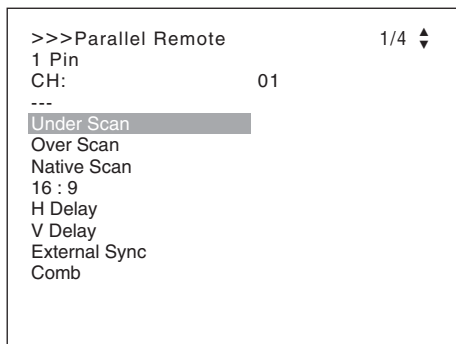 >>>Parallel Remote 1/4
1 Pin
CH: 01
---
Under Scan
Over Scan
Native Scan
16 : 9
H Delay
V Delay
External Sync
Comb